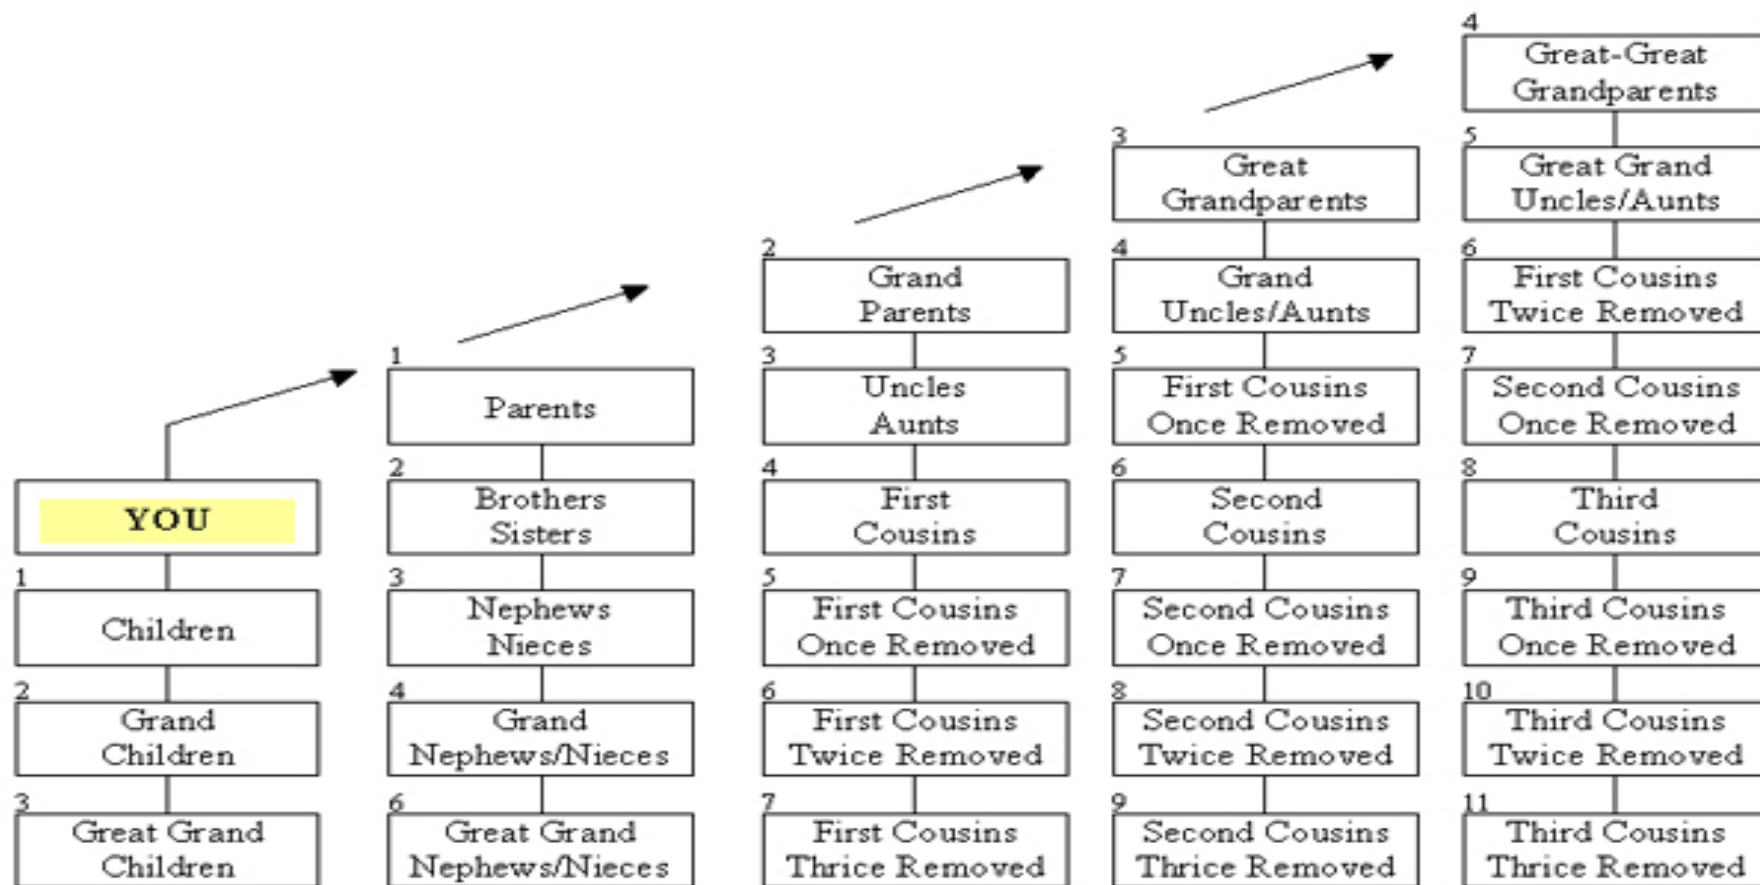 YOU
1
Children
2
Grand
Children
3
Great Grand
Children
1
Parents
2
Brothers
Sisters
3
Nephews
Nieces
4
Grand
Nephews/Nieces
6
Great Grand
Nephews/Nieces
2
Grand
Parents
3
Uncles
Aunts
4
First
Cousins
5
First Cousins
Once Removed
6
First Cousins
Twice Removed
7
First Cousins
Thrice Removed
3
Great
Grandparents
4
Grand
Uncles/Aunts
5
First Cousins
Once Removed
6
Second
Cousins
7
Second Cousins
Once Removed
8
Second Cousins
Twice Removed
9
Second Cousins
Thrice Removed
4
Great-Great
Grandparents
5
Great Grand
Uncles/Aunts
6
First Cousins
Twice Removed
7
Second Cousins
Once Removed
8
Third
Cousins
9
Third Cousins
Once Removed
10
Third Cousins
Twice Removed
11
Third Cousins
Thrice Removed